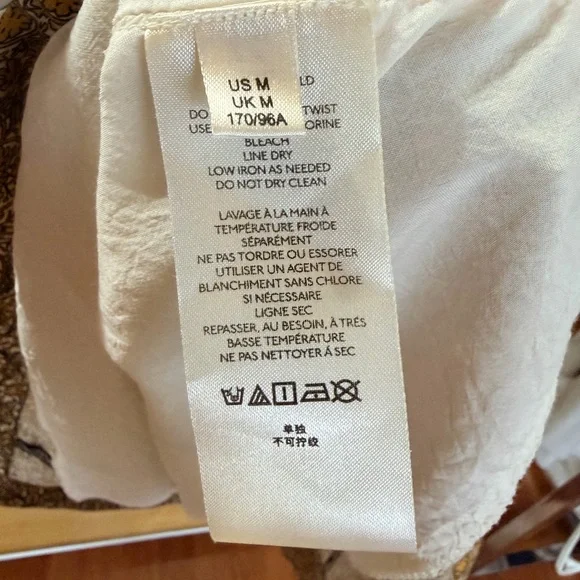 US M
UK M
170/96A
LD
DO TWIST
USE ORINE
BLEACH
LINE DRY
LOW IRON AS NEEDED
DO NOT DRY CLEAN
LAVAGE À LA MAIN À
TEMPÉRATURE FROIDE
SÉPARÉMENT
NE PAS TORDRE OU ESSORER
UTILISER UN AGENT DE
BLANCHIMENT SANS CHLORE
SI NÉCESSAIRE
LIGNE SEC
REPASSER, AU BESOIN, À TRÉS
BASSE TEMPÉRATURE
NE PAS NETTOYER Á SEC
单独
不可拧绞